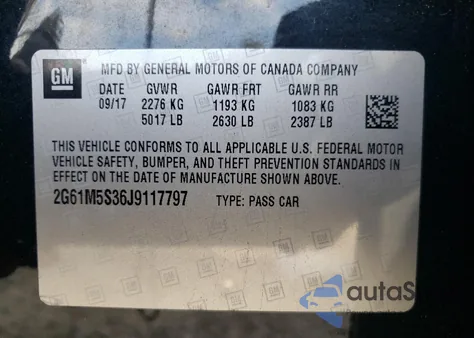 GM
MFD BY GENERAL MOTORS OF CANADA COMPANY
DATE GVWR GAWR FRT GAWR RR
09/17 2276 KG 1193 KG 1083 KG
5017 LB 2630 LB 2387 LB
THIS VEHICLE CONFORMS TO ALL APPLICABLE U.S. FEDERAL MOTOR
VEHICLE SAFETY, BUMPER, AND THEFT PREVENTION STANDARDS IN
EFFECT ON THE DATE OF MANUFACTURE SHOWN ABOVE.
2G61M5S36J9117797 TYPE: PASS CAR
autaS